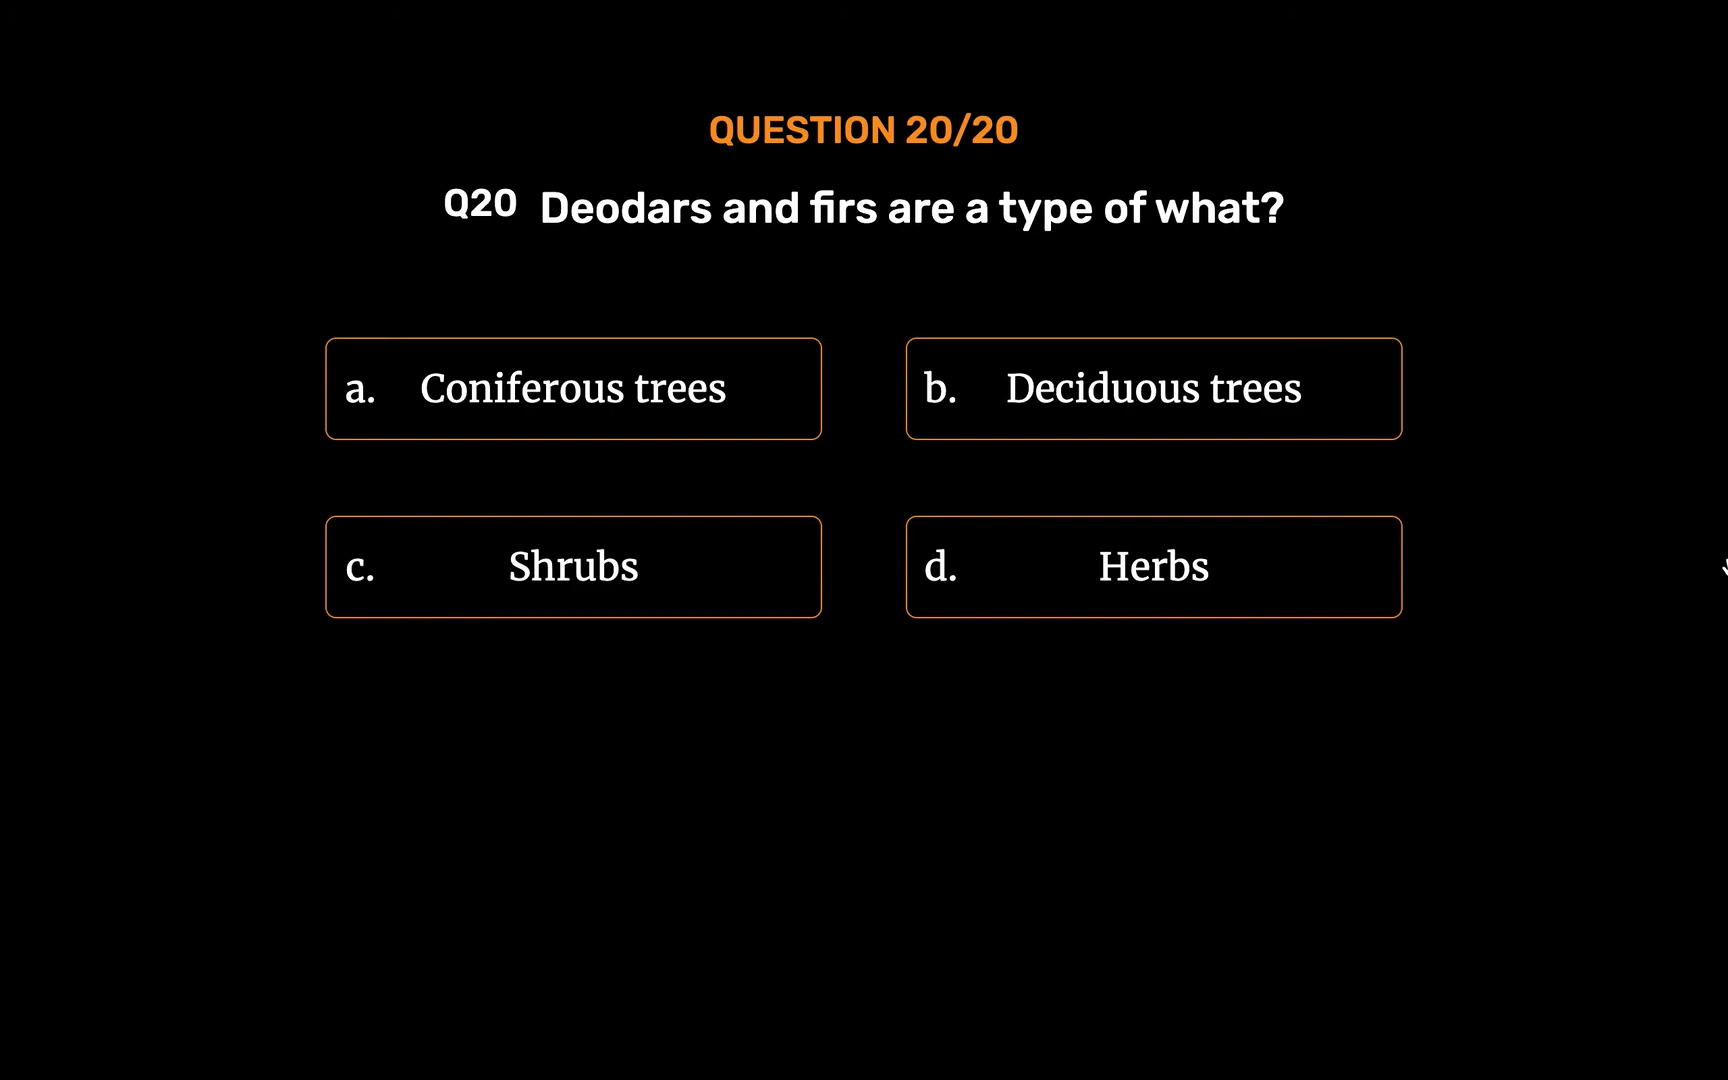 QUESTION 20/20
Q20 Deodars and firs are a type of what?
a. Coniferous trees
b. Deciduous trees
c. Shrubs
d. Herbs